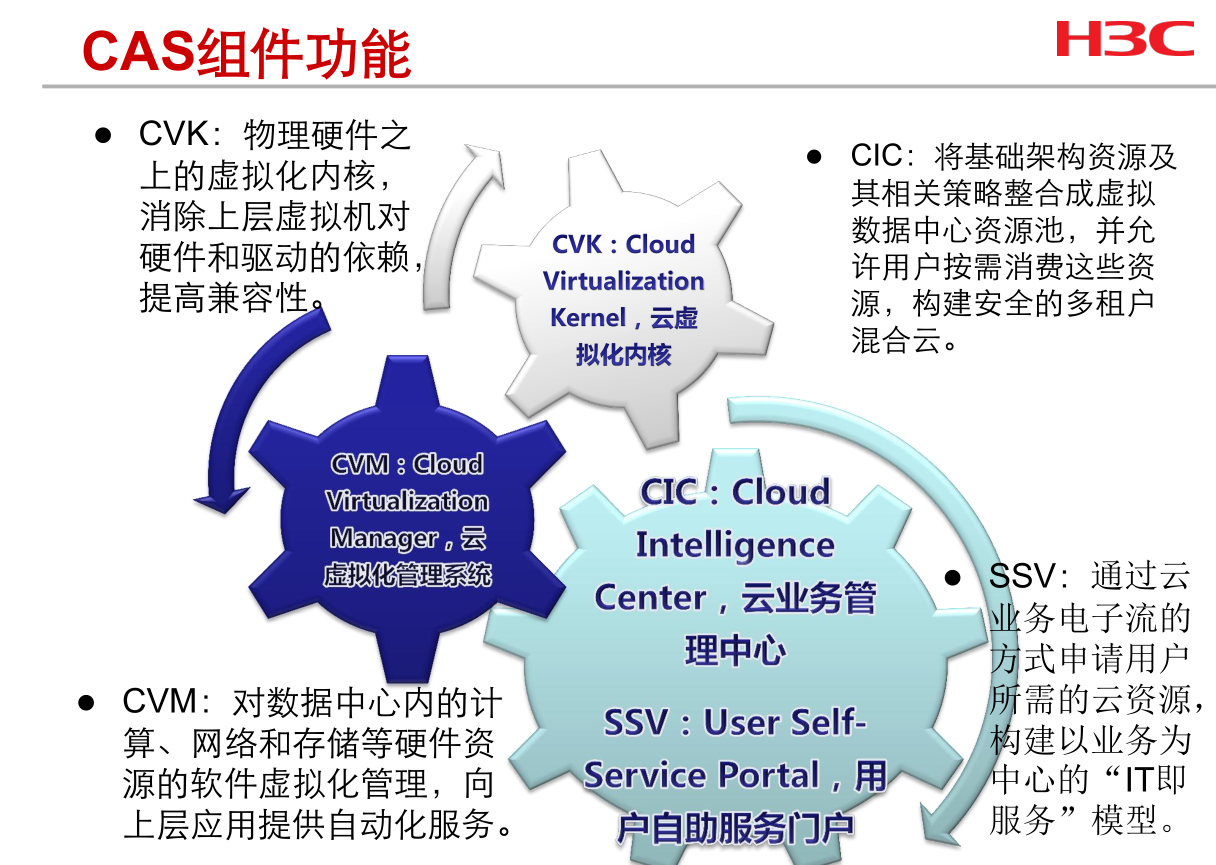 CAS组件功能
H3C
CVK：物理硬件之
上的虚拟化内核，
消除上层虚拟机对
硬件和驱动的依赖，
提高兼容性。
CIC：将基础架构资源及
其相关策略整合成虚拟
数据中心资源池，并允
许用户按需消费这些资
源，构建安全的多租户
混合云。
CVK：Cloud
Virtualization
Kernel，云虚
拟化内核
CVM：Cloud
Virtualization
Manager，云
虚拟化管理系统
CIC：Cloud
Intelligence
Center，云业务管
理中心
SSV：User Self-
Service Portal，用
户自助服务门户
SSV：通过云
业务电子流的
方式申请用户
所需的云资源，
构建以业务为
中心的“IT即
服务”模型。
CVM：对数据中心内的计
算、网络和存储等硬件资
源的软件虚拟化管理，向
上层应用提供自动化服务。